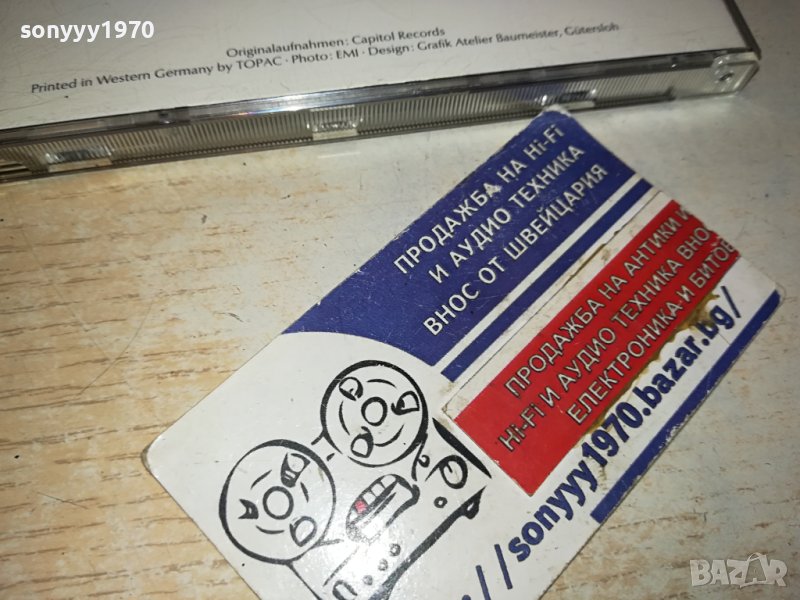 sonyyy1970
Originalaufnahmen: Capitol Records
Printed in Western Germany by TOPAC · Photo: EMI · Design: Grafik Atelier Baumeister, Gütersloh
ПРОДАЖБА НА Hi-Fi
И АУДИО ТЕХНИКА
ВНОС ОТ ШВЕЙЦАРИЯ
ПРОДАЖБА НА АНТИКИ И
Hi-Fi И АУДИО ТЕХНИКА ВНОС
ЕЛЕКТРОНИКА И БИТОВ
//sonyyy1970.bazar.bg/
sonyyy1970
BAZAR